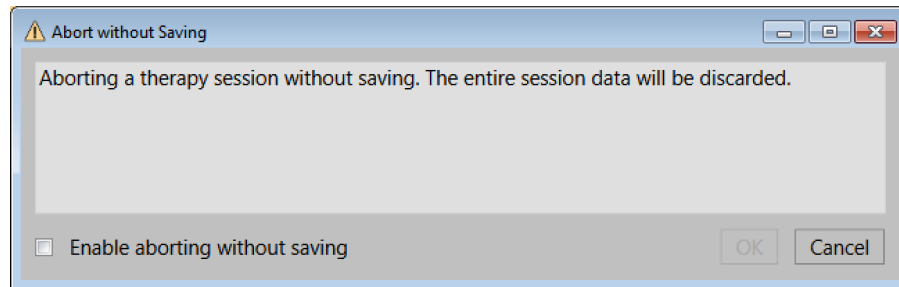 Abort without Saving
Aborting a therapy session without saving. The entire session data will be discarded.
Enable aborting without saving
OK
Cancel